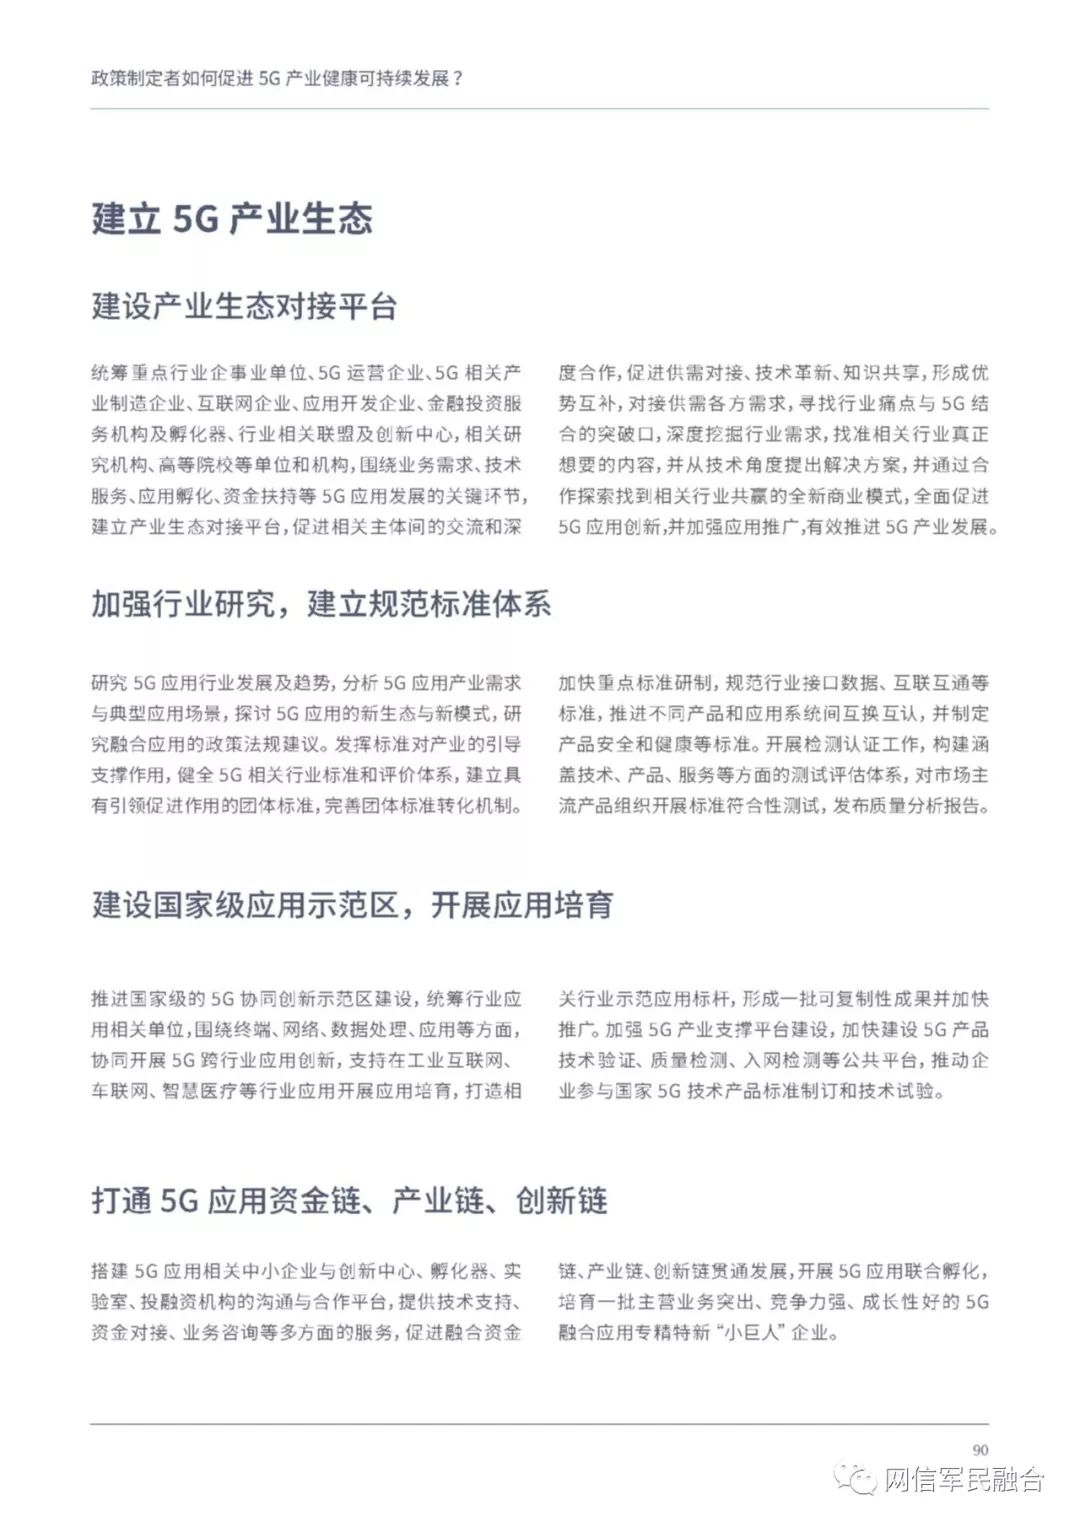 政策制定者如何促进 5G 产业健康可持续发展？
建立 5G 产业生态
建设产业生态对接平台
统筹重点行业企事业单位、5G 运营企业、5G 相关产
业制造企业、互联网企业、应用开发企业、金融投资服
务机构及孵化器、行业相关联盟及创新中心，相关研
究机构、高等院校等单位和机构，围绕业务需求、技术
服务、应用孵化、资金扶持等 5G 应用发展的关键环节，
建立产业生态对接平台，促进相关主体间的交流和深
度合作，促进供需对接、技术革新、知识共享，形成优
势互补，对接供需各方需求，寻找行业痛点与 5G 结
合的突破口，深度挖掘行业需求，找准相关行业真正
想要的内容，并从技术角度提出解决方案，并通过合
作探索找到相关行业共赢的全新商业模式，全面促进
5G 应用创新，并加强应用推广，有效推进 5G 产业发展。
加强行业研究，建立规范标准体系
研究 5G 应用行业发展及趋势，分析 5G 应用产业需求
与典型应用场景，探讨 5G 应用的新生态与新模式，研
究融合应用的政策法规建议。发挥标准对产业的引导
支撑作用，健全 5G 相关行业标准和评价体系，建立具
有引领促进作用的团体标准，完善团体标准转化机制。
加快重点标准研制，规范行业接口数据、互联互通等
标准，推进不同产品和应用系统间互换互认，并制定
产品安全和健康等标准。开展检测认证工作，构建涵
盖技术、产品、服务等方面的测试评估体系，对市场主
流产品组织开展标准符合性测试，发布质量分析报告。
建设国家级应用示范区，开展应用培育
推进国家级的 5G 协同创新示范区建设，统筹行业应
用相关单位，围绕终端、网络、数据处理、应用等方面，
协同开展 5G 跨行业应用创新，支持在工业互联网、
车联网、智慧医疗等行业应用开展应用培育，打造相
关行业示范应用标杆，形成一批可复制性成果并加快
推广。加强 5G 产业支撑平台建设，加快建设 5G 产品
技术验证、质量检测、入网检测等公共平台，推动企
业参与国家 5G 技术产品标准制订和技术试验。
打通 5G 应用资金链、产业链、创新链
搭建 5G 应用相关中小企业与创新中心、孵化器、实
验室、投融资机构的沟通与合作平台，提供技术支持、
资金对接、业务咨询等多方面的服务，促进融合资金
链、产业链、创新链贯通发展，开展 5G 应用联合孵化，
培育一批主营业务突出、竞争力强、成长性好的 5G
融合应用专精特新 “小巨人” 企业。
90
网信军民融合